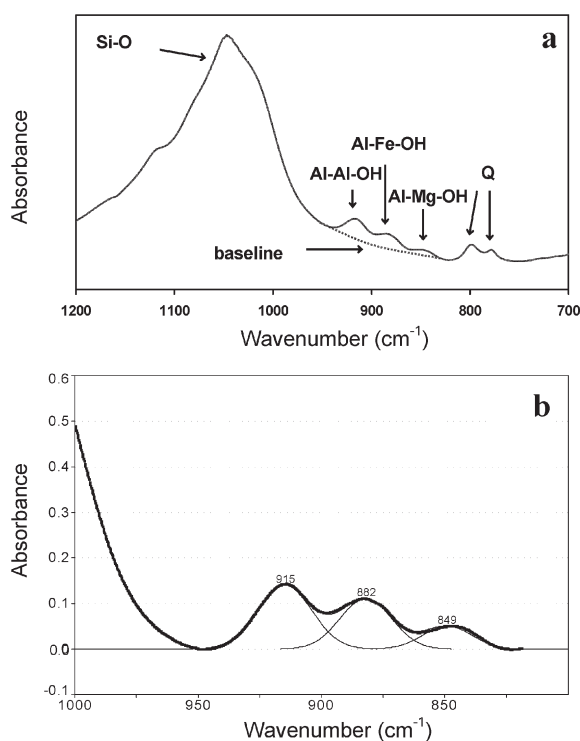 a
Si-O
Al-Fe-OH
Al-Al-OH
Q
Al-Mg-OH
baseline
Absorbance
1200 1100 1000 900 800 700
Wavenumber (cm-1)
b
0.6
0.5
0.4
0.3
0.2
0.1
0.0
0
-0.1
915
882
849
Absorbance
1000 950 900 850
Wavenumber (cm-1)